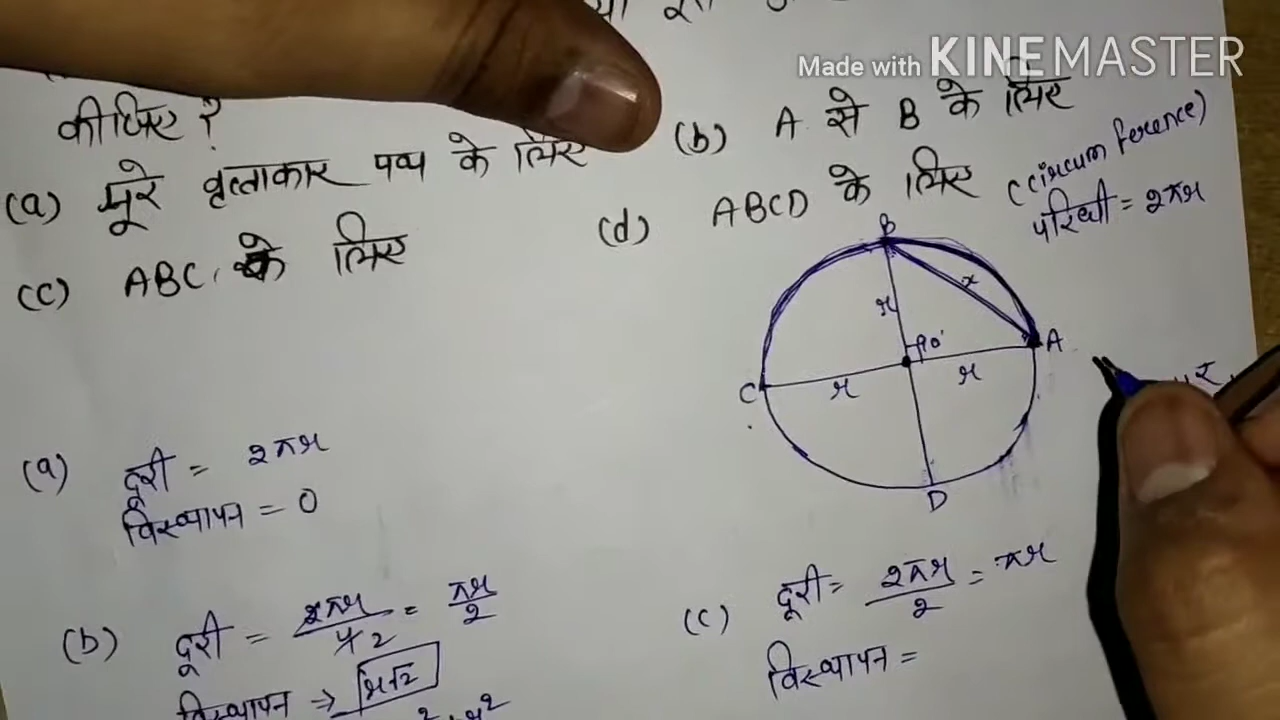 Made with KINEMASTER
कीजिए ?
(a) पूरे वृत्ताकार पथ के लिए
(b) A से B के लिए
(c) ABC के लिए
(d) ABCD के लिए
(circumference)
परिधी = 2πr
B
x
r
90°
A
r
r
C
D
(a) दूरी = 2πr
विस्थापन = 0
(b) दूरी = 2πr/4 2 = πr/2
विस्थापन ⇒ r√2
(c) दूरी = 2πr/2 = πr
विस्थापन =